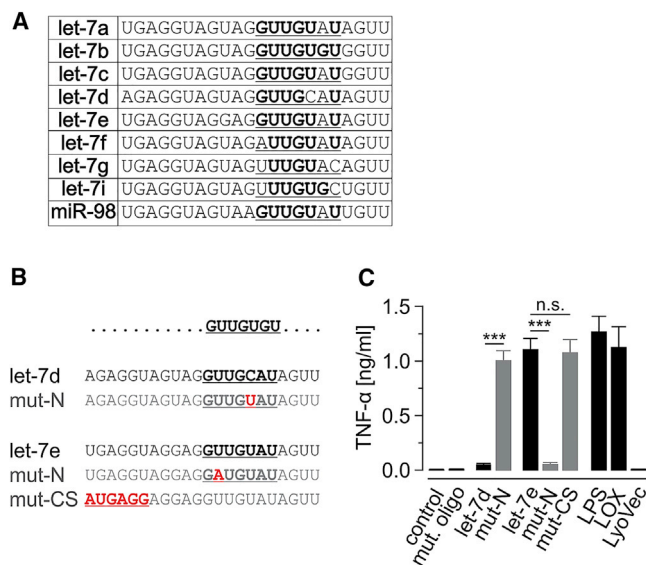 A
let-7a UGAGGUAGUAGGUUGUAUAGUU
let-7b UGAGGUAGUAGGUUGUGUGGUU
let-7c UGAGGUAGUAGGUUGUAUGGUU
let-7d AGAGGUAGUAGGUUGCAUAGUU
let-7e UGAGGUAGGAGGUUGUAUAGUU
let-7f UGAGGUAGUAGAUUGUAUAGUU
let-7g UGAGGUAGUAGUUUGUACAGUU
let-7i UGAGGUAGUAGUUUGUGCUGUU
miR-98 UGAGGUAGUAAGUUGUAUUGUU
B
...........GUUGUGU....
let-7d AGAGGUAGUAGGUUGCAUAGUU
mut-N AGAGGUAGUAGGUUGUAUAGUU
let-7e UGAGGUAGGAGGUUGUAUAGUU
mut-N UGAGGUAGGAGGAUGUAUAGUU
mut-CS AUGAGGAGGAGGUUGUAUAGUU
C
TNF-α [ng/ml]
1.5
1.0
0.5
0.0
n.s.
*** ***
control
mut. oligo
let-7d
mut-N
let-7e
mut-N
mut-CS
LPS
LOX
LyoVec